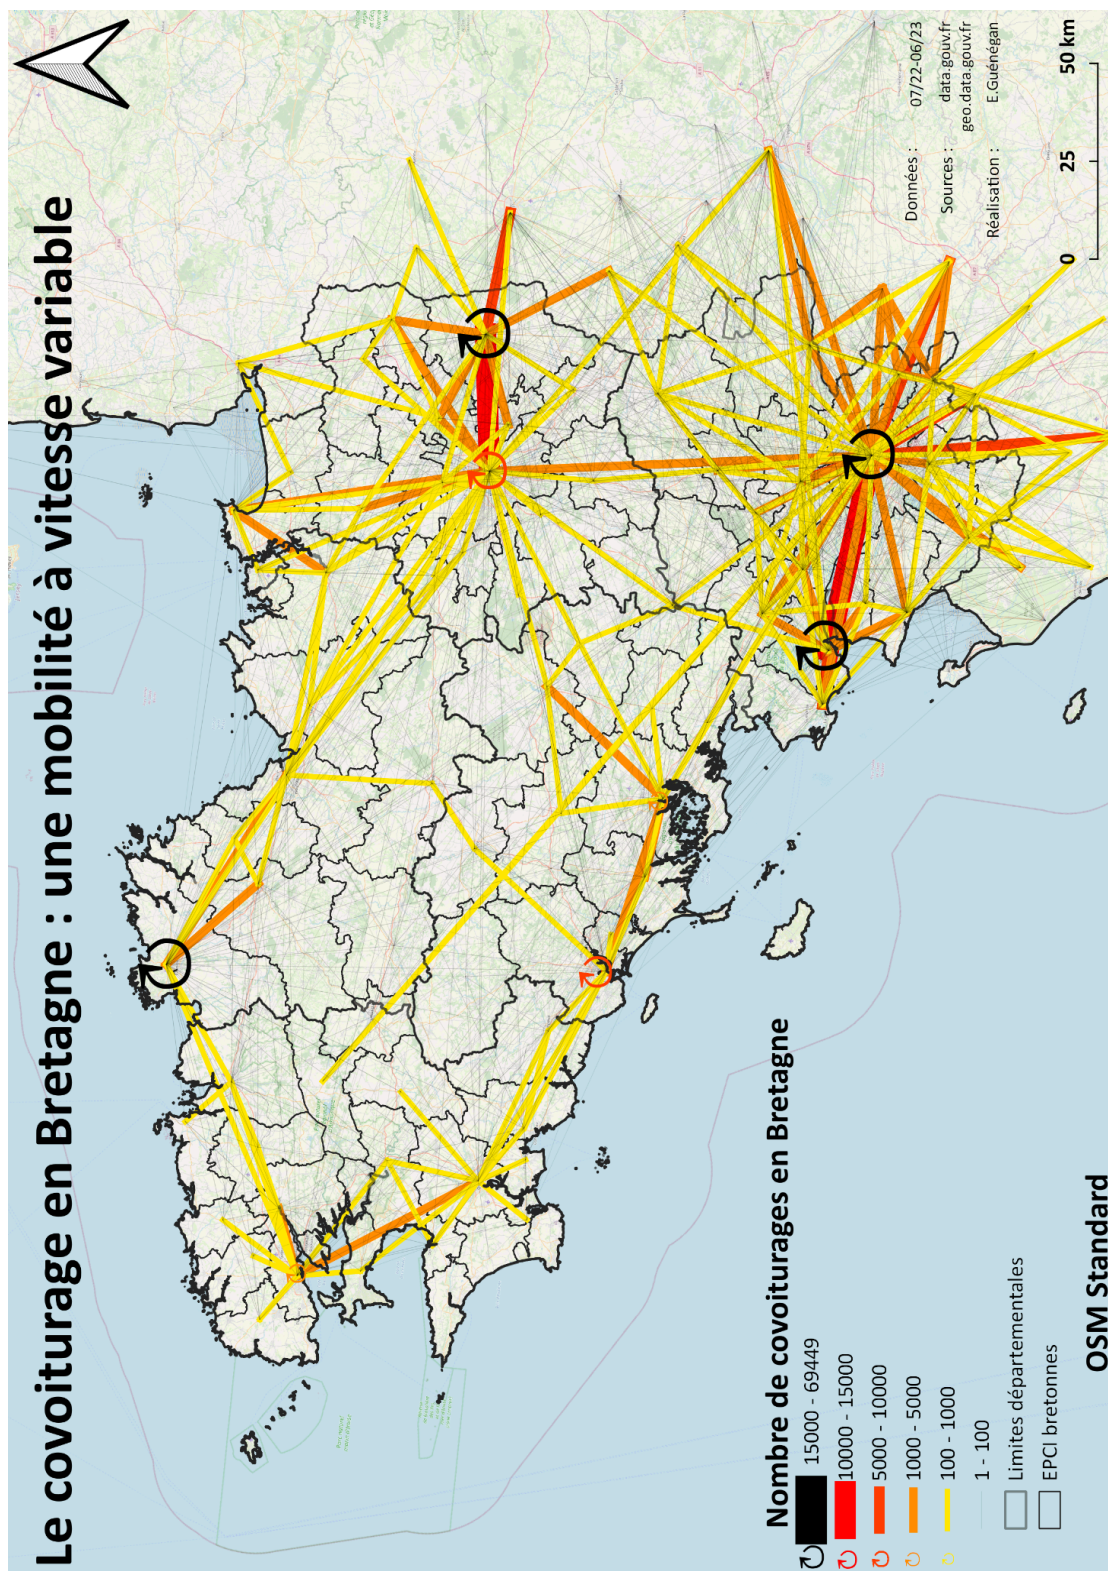 Le covoiturage en Bretagne : une mobilité à vitesse variable
Nombre de covoiturages en Bretagne
15000 - 69449
10000 - 15000
5000 - 10000
1000 - 5000
100 - 1000
1 - 100
Limites départementales
EPCI bretonnes
OSM Standard
Données : 07/22-06/23
Sources : data.gouv.fr
geo.data.gouv.fr
Réalisation : E.Guénégan
0 25 50 km